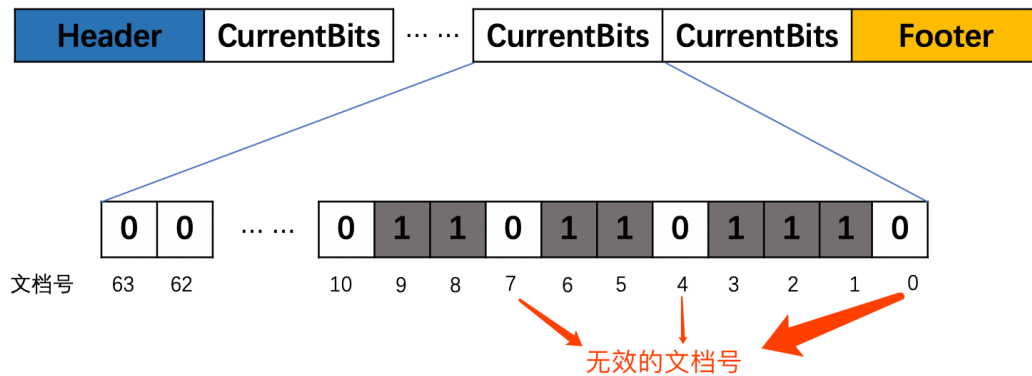 Header CurrentBits ... ... CurrentBits CurrentBits Footer
0 0 ... ... 0 1 1 0 1 1 0 1 1 1 0
文档号 63 62 10 9 8 7 6 5 4 3 2 1 0
无效的文档号